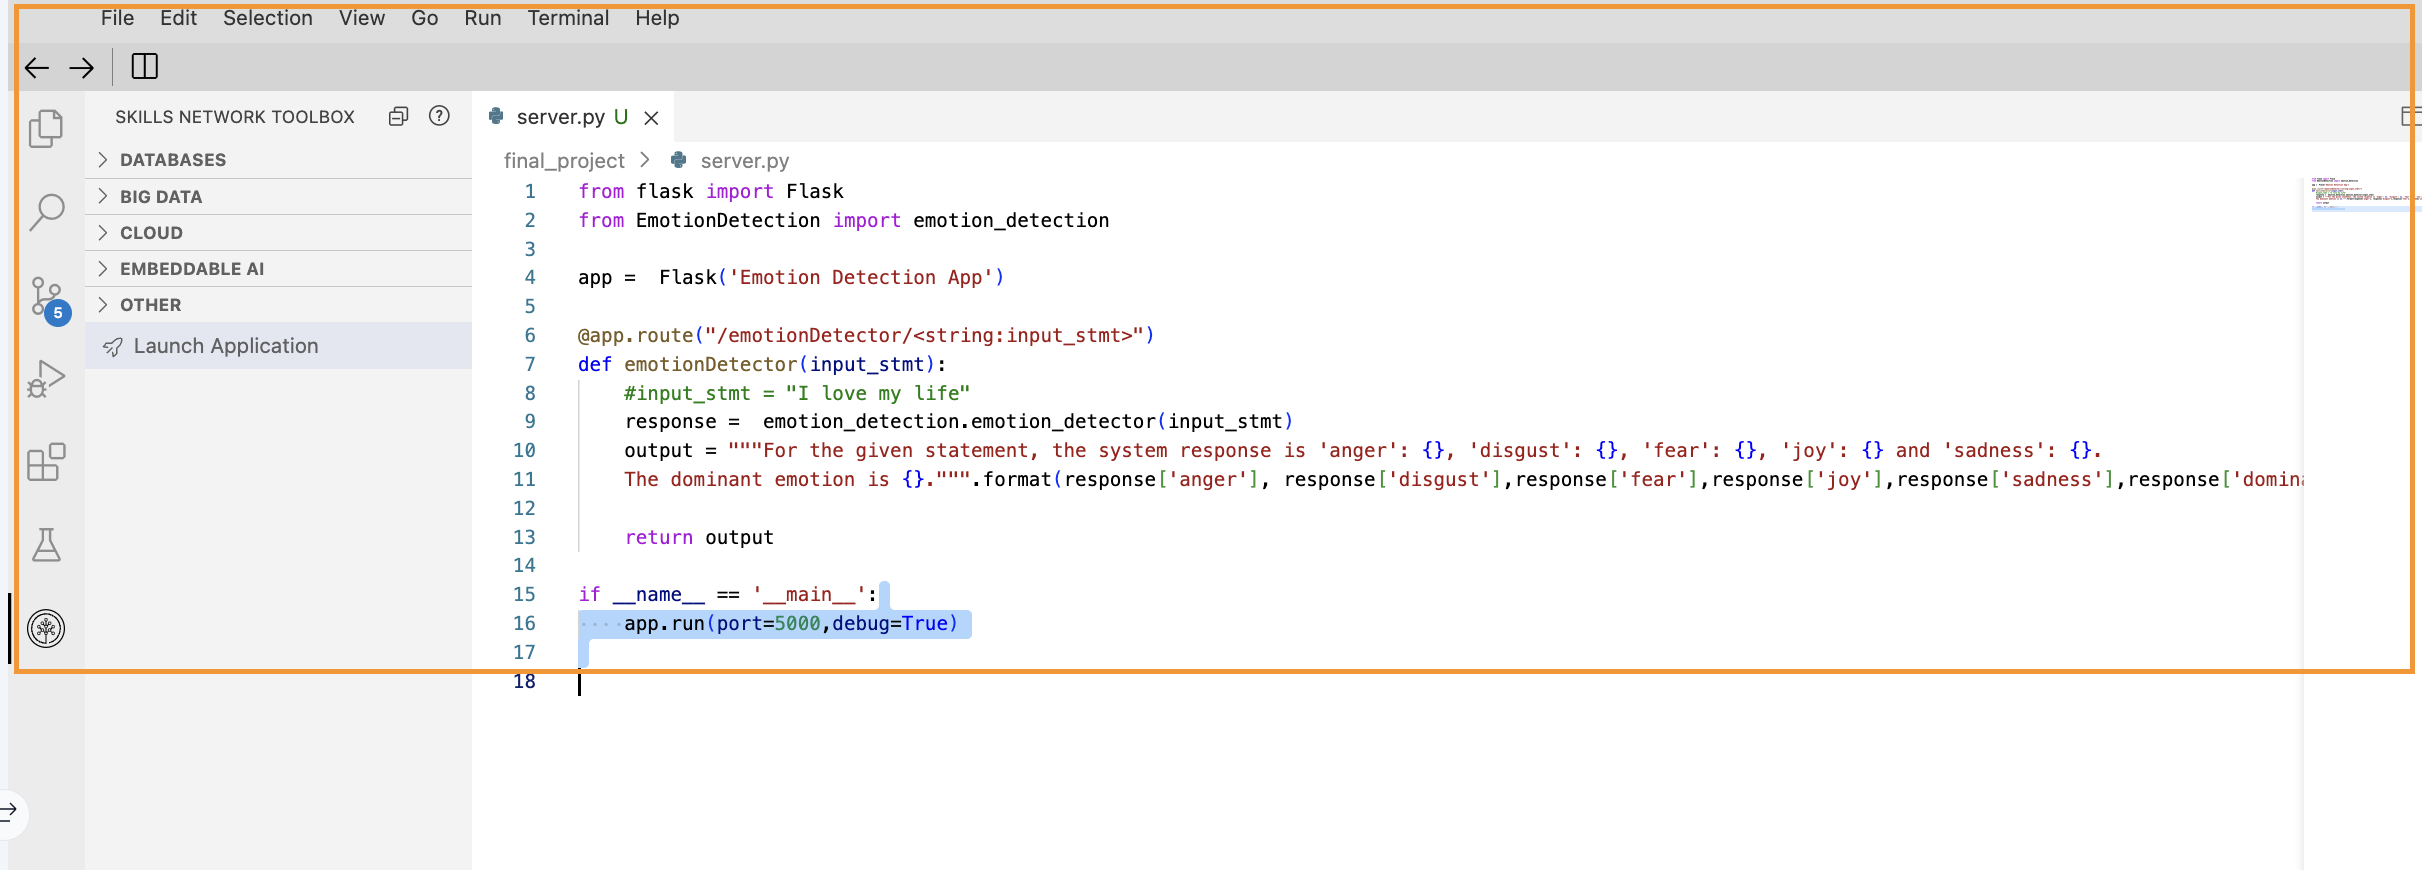 File Edit Selection View Go Run Terminal Help
SKILLS NETWORK TOOLBOX
DATABASES
BIG DATA
CLOUD
EMBEDDABLE AI
OTHER
Launch Application
5
server.py U
final_project > server.py
1 from flask import Flask
2 from EmotionDetection import emotion_detection
3
4 app =  Flask('Emotion Detection App')
5
6 @app.route("/emotionDetector/<string:input_stmt>")
7 def emotionDetector(input_stmt):
8     #input_stmt = "I love my life"
9     response =  emotion_detection.emotion_detector(input_stmt)
10     output = """For the given statement, the system response is 'anger': {}, 'disgust': {}, 'fear': {}, 'joy': {} and 'sadness': {}.
11     The dominant emotion is {}.""".format(response['anger'], response['disgust'],response['fear'],response['joy'],response['sadness'],response['domin
12
13     return output
14
15 if __name__ == '__main__':
16     app.run(port=5000,debug=True)
17
18